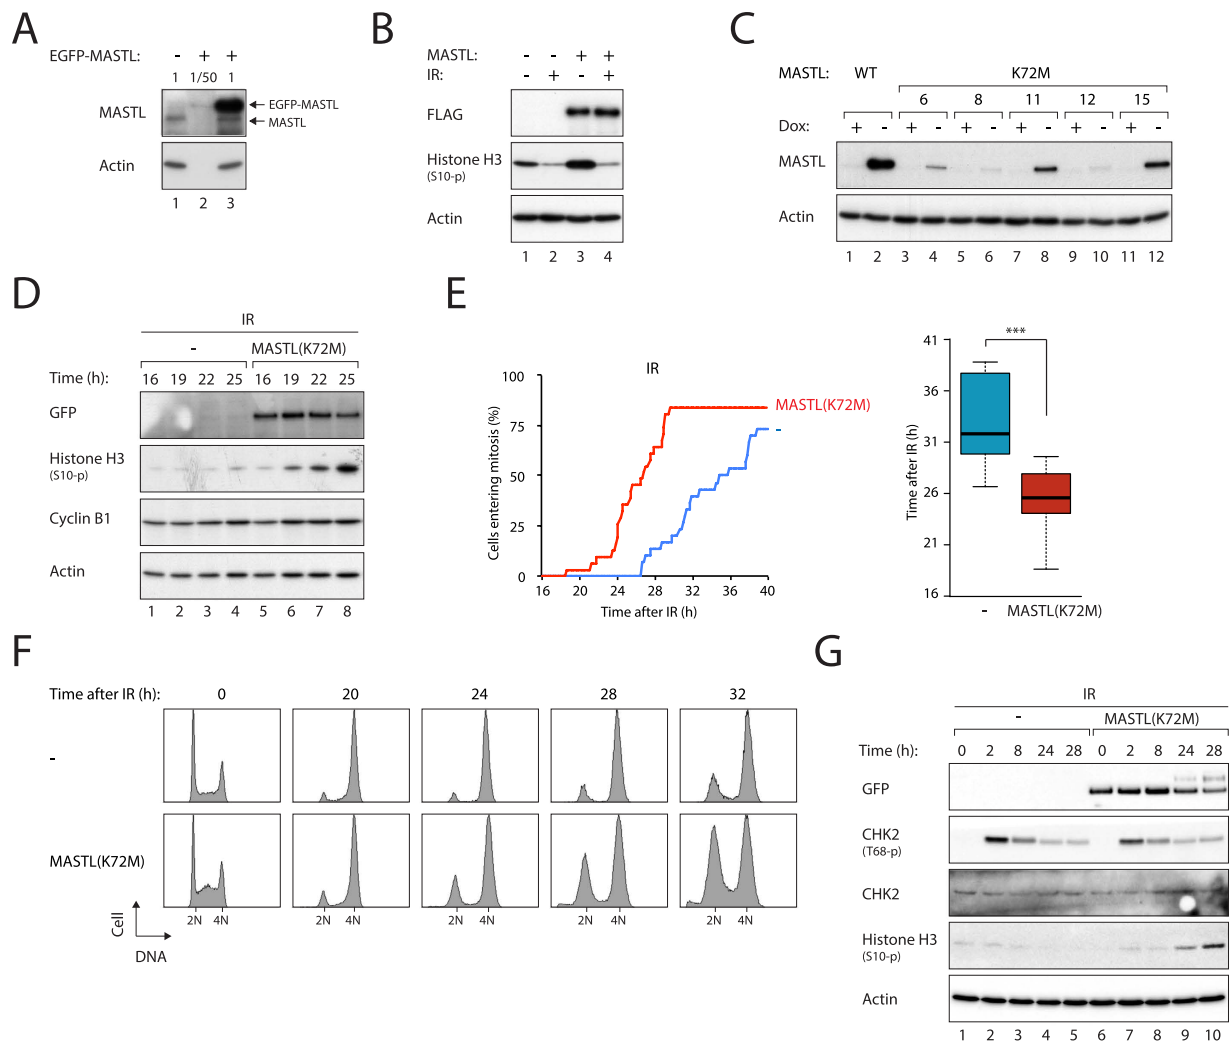 A
EGFP-MASTL: - + +
1 1/50 1
MASTL
EGFP-MASTL
MASTL
Actin
1 2 3
B
MASTL: - - + +
IR: - + - +
FLAG
Histone H3
(S10-p)
Actin
1 2 3 4
C
MASTL: WT K72M
6 8 11 12 15
Dox: + - + - + - + - + - + -
MASTL
Actin
1 2 3 4 5 6 7 8 9 10 11 12
D
IR
- MASTL(K72M)
Time (h): 16 19 22 25 16 19 22 25
GFP
Histone H3
(S10-p)
Cyclin B1
Actin
1 2 3 4 5 6 7 8
E
IR
Cells entering mitosis (%)
100
75
50
25
0
16 20 24 28 32 36 40
Time after IR (h)
MASTL(K72M)
-
Time after IR (h)
41
36
31
26
21
16
***
- MASTL(K72M)
F
Time after IR (h): 0 20 24 28 32
-
MASTL(K72M)
2N 4N 2N 4N 2N 4N 2N 4N 2N 4N
Cell
DNA
G
IR
- MASTL(K72M)
Time (h): 0 2 8 24 28 0 2 8 24 28
GFP
CHK2
(T68-p)
CHK2
Histone H3
(S10-p)
Actin
1 2 3 4 5 6 7 8 9 10